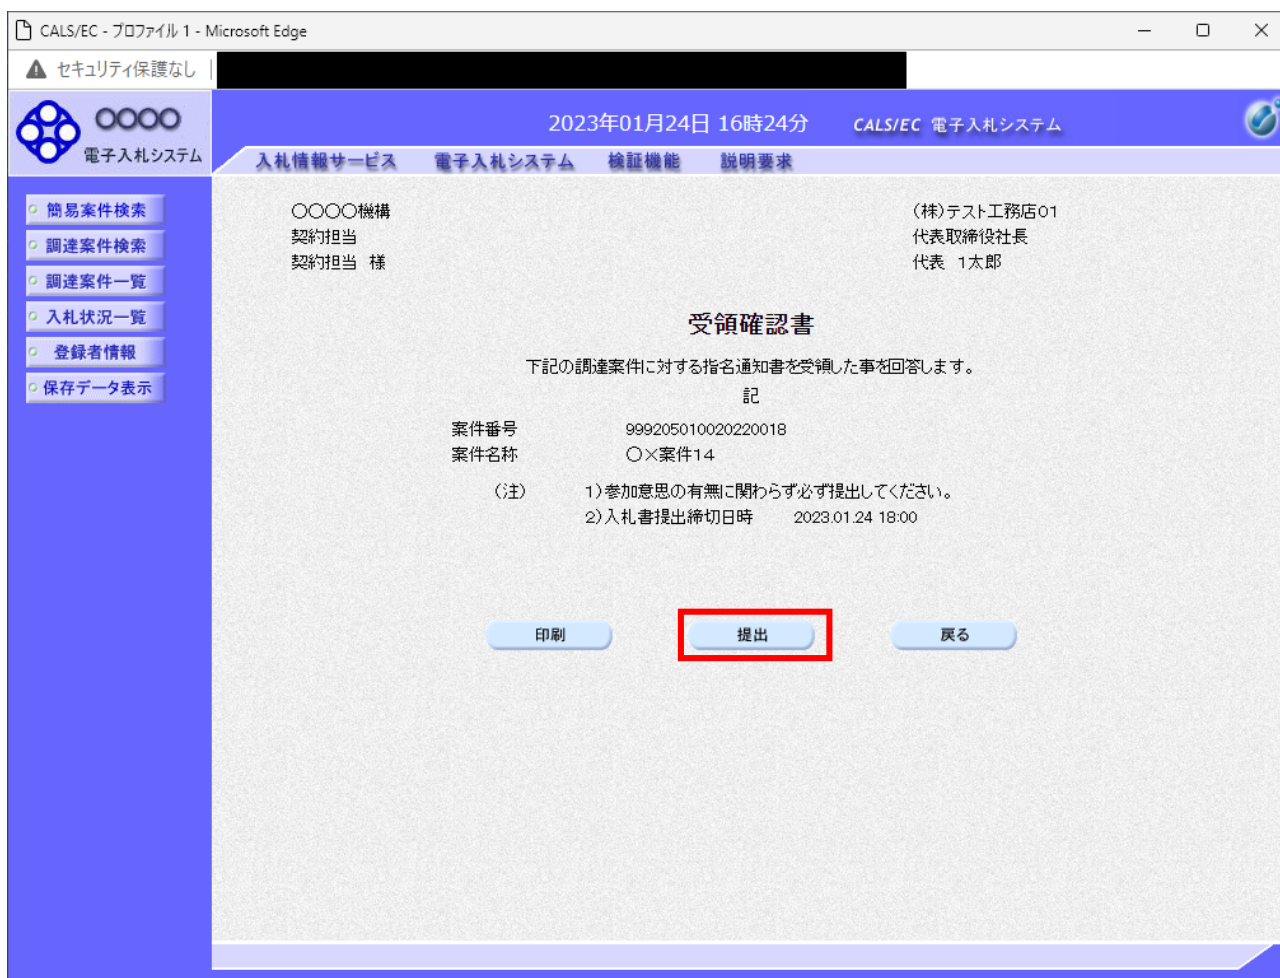 CALS/EC - プロファイル 1 - Microsoft Edge
セキュリティ保護なし
〇〇〇〇
電子入札システム
2023年01月24日 16時24分
CALS/EC 電子入札システム
入札情報サービス 電子入札システム 検証機能 説明要求
簡易案件検索
調達案件検索
調達案件一覧
入札状況一覧
登録者情報
保存データ表示
〇〇〇〇機構
契約担当
契約担当 様
(株)テスト工務店01
代表取締役社長
代表 1太郎
受領確認書
下記の調達案件に対する指名通知書を受領した事を回答します。
記
案件番号 999205010020220018
案件名称 〇×案件14
(注) 1)参加意思の有無に関わらず必ず提出してください。
2)入札書提出締切日時 2023.01.24 18:00
印刷 提出 戻る